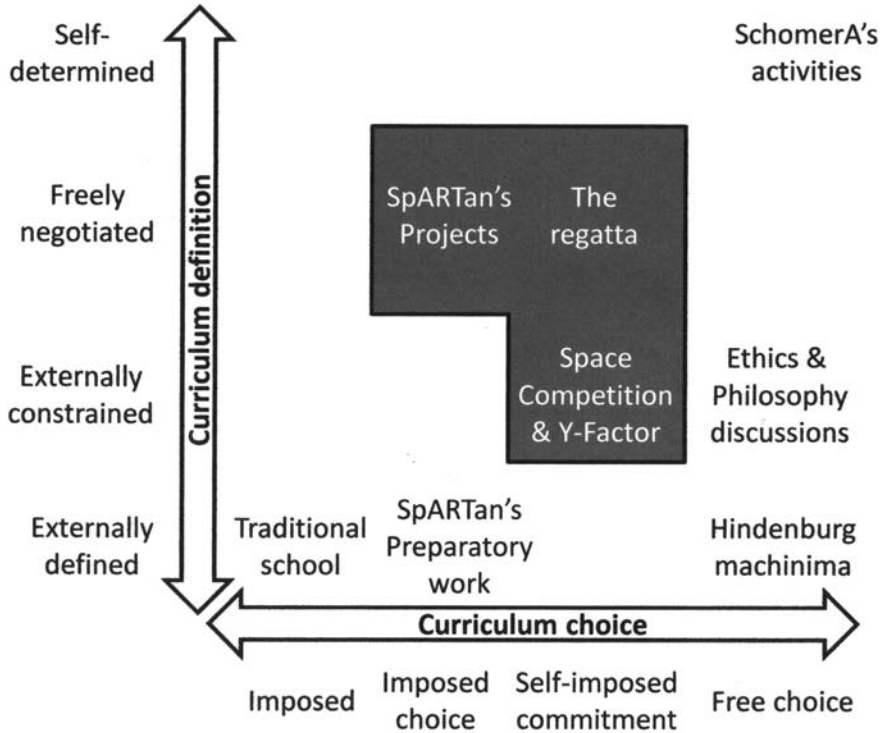 Self-
determined
SchomerA's
activities
Freely
negotiated
SpARTan's
Projects
The
regatta
Curriculum definition
Externally
constrained
Space
Competition
& Y-Factor
Ethics &
Philosophy
discussions
Externally
defined
Traditional
school
SpARTan's
Preparatory
work
Hindenburg
machinima
Curriculum choice
Imposed
Imposed
choice
Self-imposed
commitment
Free choice